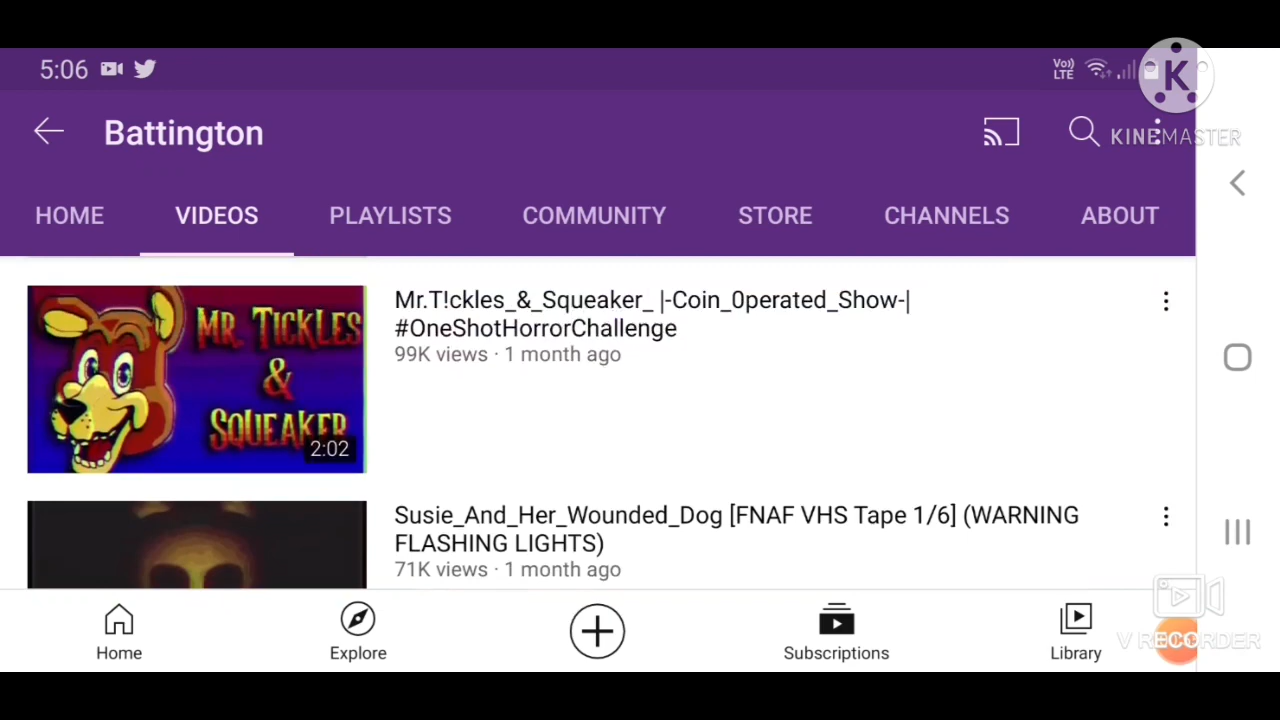 5:06
Vo)) LTE
K
Battington
KINEMASTER
HOME VIDEOS PLAYLISTS COMMUNITY STORE CHANNELS ABOUT
MR. TICKLES
&
SQUEAKER
2:02
Mr.T!ckles_&_Squeaker_ |-Coin_0perated_Show-|
#OneShotHorrorChallenge
99K views · 1 month ago
Susie_And_Her_Wounded_Dog [FNAF VHS Tape 1/6] (WARNING
FLASHING LIGHTS)
71K views · 1 month ago
Home Explore Subscriptions Library
V RECORDER